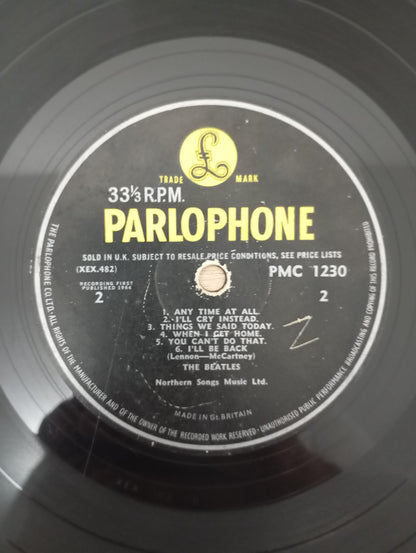 £
TRADE MARK
33⅓ R.P.M.
PARLOPHONE
SOLD IN U.K. SUBJECT TO RESALE PRICE CONDITIONS, SEE PRICE LISTS
(XEX.482) PMC 1230
RECORDING FIRST
PUBLISHED 1964
2 2
1. ANY TIME AT ALL.
2. I'LL CRY INSTEAD.
3. THINGS WE SAID TODAY.
4. WHEN I GET HOME.
5. YOU CAN'T DO THAT.
6. I'LL BE BACK
(Lennon—McCartney)
THE BEATLES
Northern Songs Music Ltd.
Z
MADE IN Gt. BRITAIN
THE PARLOPHONE CO. LTD. ALL RIGHTS OF THE MANUFACTURER AND OF THE OWNER OF THE RECORDED WORK RESERVED · UNAUTHORISED PUBLIC PERFORMANCE BROADCASTING AND COPYING OF THIS RECORD PROHIBITED